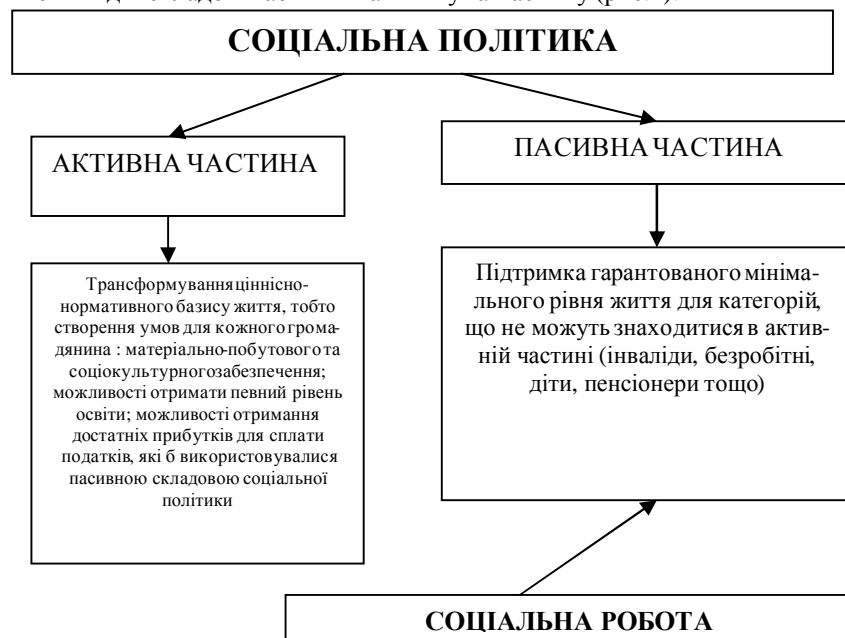 СОЦІАЛЬНА ПОЛІТИКА
АКТИВНА ЧАСТИНА
ПАСИВНА ЧАСТИНА
Трансформування ціннісно-
нормативного базису життя, тобто
створення умов для кожного грома-
дянина : матеріально-побутового та
соціокультурного забезпечення;
можливості отримати певний рівень
освіти; можливості отримання
достатніх прибутків для сплати
податків, які б використовувалися
пасивною складовою соціальної
політики
Підтримка гарантованого мініма-
льного рівня життя для категорій,
що не можуть знаходитися в актив-
ній частині (інваліди, безробітні,
діти, пенсіонери тощо)
СОЦІАЛЬНА РОБОТА